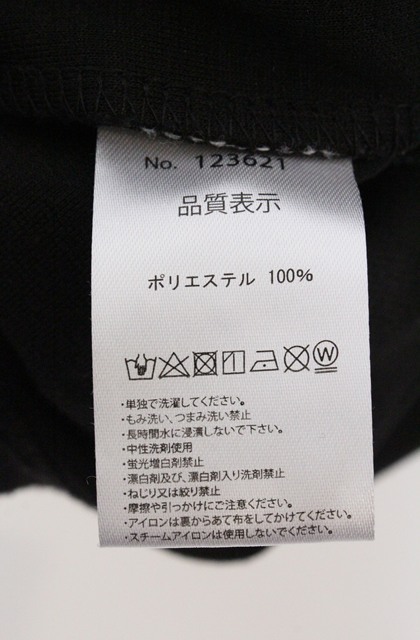 No. 123621
品質表示
ポリエステル 100%
W
・単独で洗濯してください。
・もみ洗い、つまみ洗い禁止
・長時間水に浸漬しないで下さい。
・中性洗剤使用
・蛍光増白剤禁止
・漂白剤及び、漂白剤入り洗剤禁止
・ねじり又は絞り禁止
・摩擦や引っかけにご注意ください。
・アイロンは裏からあて布をしてかけてください。
・スチームアイロンは使用しないでください。